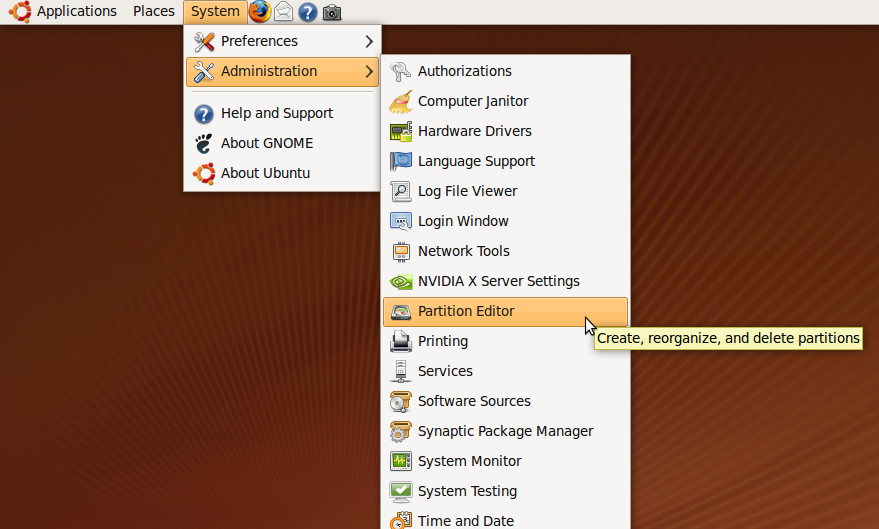 Applications Places System
Preferences
Administration
Help and Support
About GNOME
About Ubuntu
Authorizations
Computer Janitor
Hardware Drivers
Language Support
Log File Viewer
Login Window
Network Tools
NVIDIA X Server Settings
Partition Editor
Create, reorganize, and delete partitions
Printing
Services
Software Sources
Synaptic Package Manager
System Monitor
System Testing
Time and Date